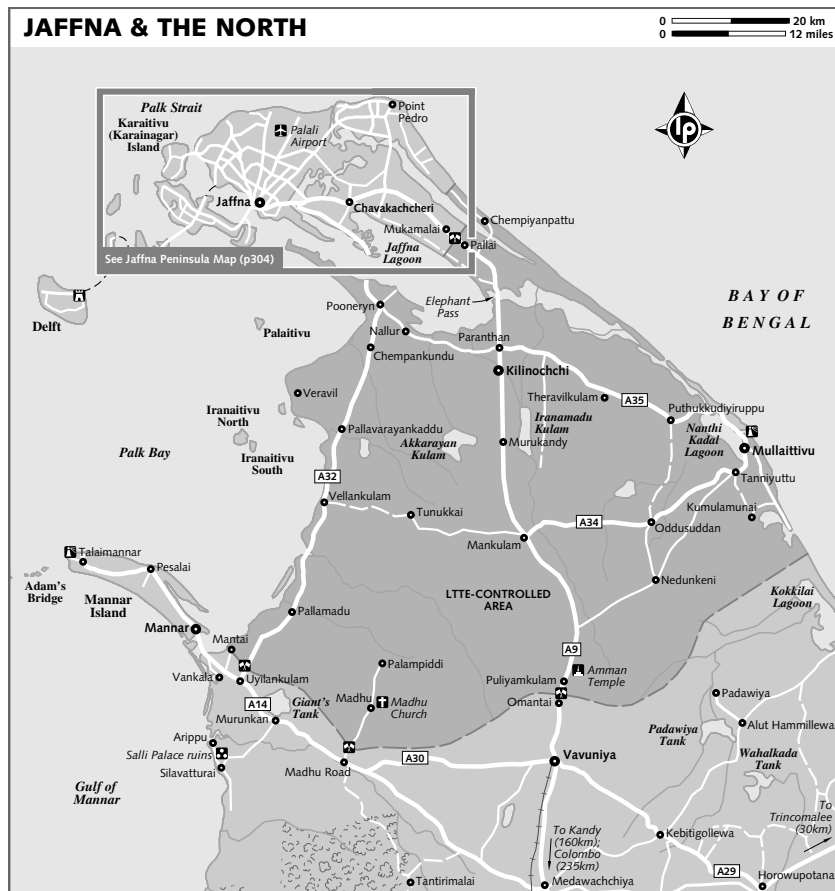 JAFFNA & THE NORTH
0 20 km
0 12 miles
lp
Palk Strait
Karaitivu
(Karainagar)
Island
Palali
Airport
Point
Pedro
Jaffna
Chavakachcheri
Chempiyanpattu
Mukamalai
Pallai
Jaffna
Lagoon
See Jaffna Peninsula Map (p304)
Delft
Elephant
Pass
BAY OF
BENGAL
Pooneryn
Palaitivu
Nallur
Paranthan
Chempankundu
Kilinochchi
Veravil
Theravilkulam
A35
Puthukkudiyiruppu
Iranaitivu
North
Pallavarayankaddu
Akkarayan
Kulam
Iranamadu
Kulam
Murukandy
Nanthi
Kadal
Lagoon
Mullaittivu
Palk Bay
Iranaitivu
South
A32
Tanniyuttu
Vellankulam
Tunukkai
Kumulamunai
A34
Oddusuddan
Mankulam
Talaimannar
Pesalai
Adam's
Bridge
Mannar
Island
Nedunkeni
LTTE-CONTROLLED
AREA
Kokkilai
Lagoon
Pallamadu
Mannar
Mantai
A9
Palampiddi
Amman
Temple
Vankala
Uyilankulam
Puliyamkulam
Omantai
Padawiya
A14
Giant's
Tank
Madhu
Madhu
Church
Murunkan
Padawiya
Tank
Alut Hammillewa
Arippu
Salli Palace ruins
Silavatturai
Madhu Road
A30
Vavuniya
Wahalkada
Tank
Gulf of
Mannar
To
Trincomalee
(30km)
To Kandy
(160km);
Colombo
(235km)
Kebitigollewa
A29
Tantirimalai
Medawachchiya
Horowupotana